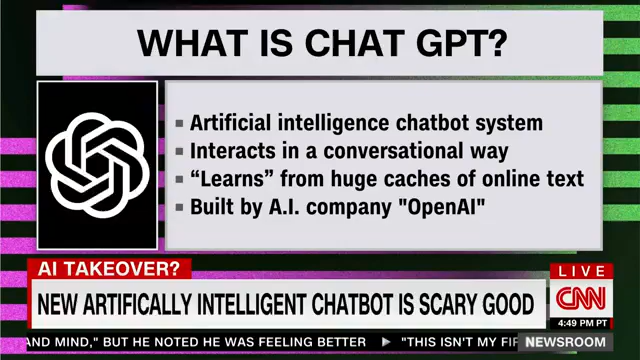 WHAT IS CHAT GPT?
Artificial intelligence chatbot system
Interacts in a conversational way
“Learns” from huge caches of online text
Built by A.I. company "OpenAI"
AI TAKEOVER?
NEW ARTIFICALLY INTELLIGENT CHATBOT IS SCARY GOOD
LIVE
CNN
4:49 PM PT
AND MIND," BUT HE NOTED HE WAS FEELING BETTER "THIS ISN'T MY FIR
NEWSROOM